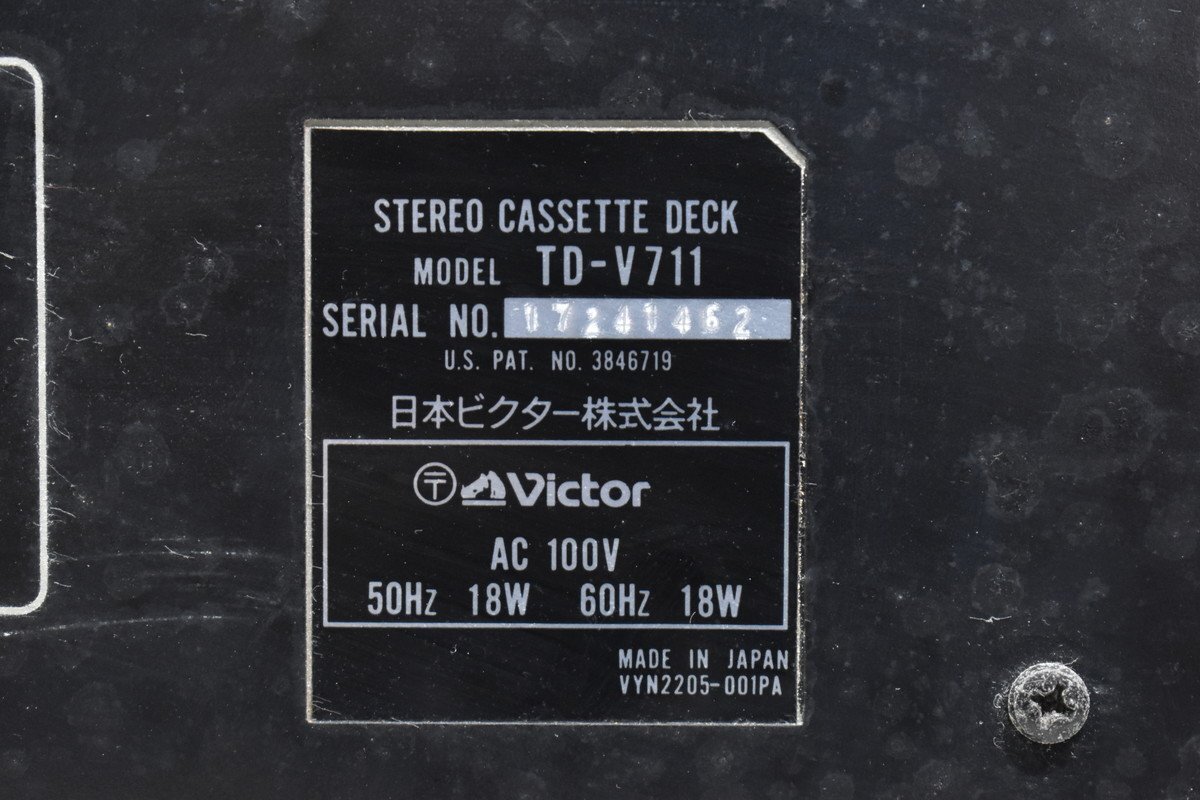 STEREO CASSETTE DECK
MODEL TD-V711
SERIAL NO.
U.S. PAT. NO. 3846719
日本ビクター株式会社
〒 Victor
AC 100V
50Hz 18W 60Hz 18W
MADE IN JAPAN
VYN2205-001PA